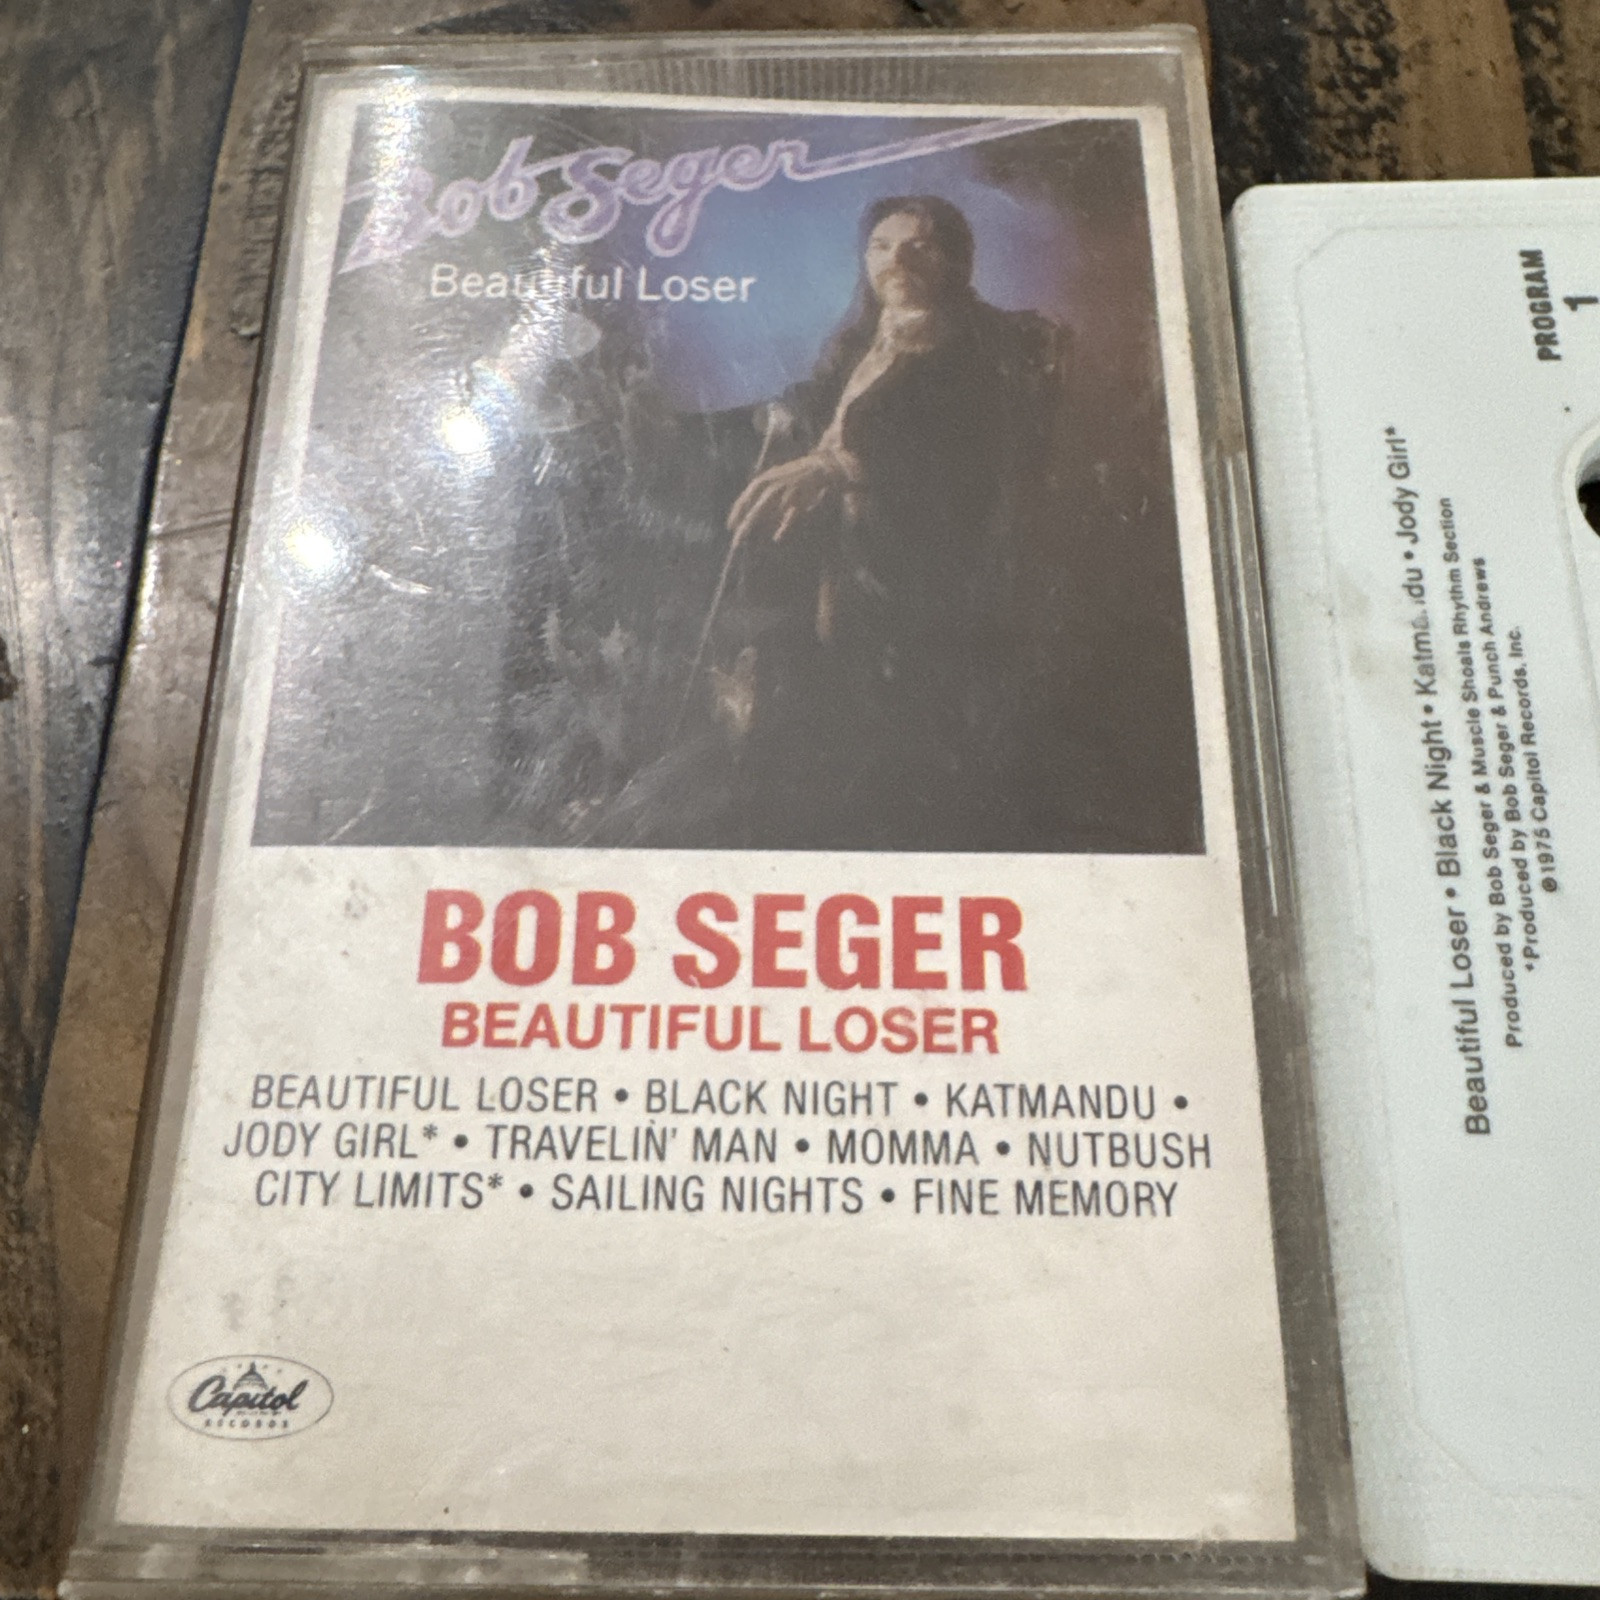 Bob Seger
Beautiful Loser
BOB SEGER
BEAUTIFUL LOSER
BEAUTIFUL LOSER • BLACK NIGHT • KATMANDU •
JODY GIRL* • TRAVELIN' MAN • MOMMA • NUTBUSH
CITY LIMITS* • SAILING NIGHTS • FINE MEMORY
Capitol
RECORDS
PROGRAM
1
Beautiful Loser • Black Night • Katmandu • Jody Girl*
Produced by Bob Seger & Muscle Shoals Rhythm Section
*Produced by Bob Seger & Punch Andrews
℗1975 Capitol Records, Inc.